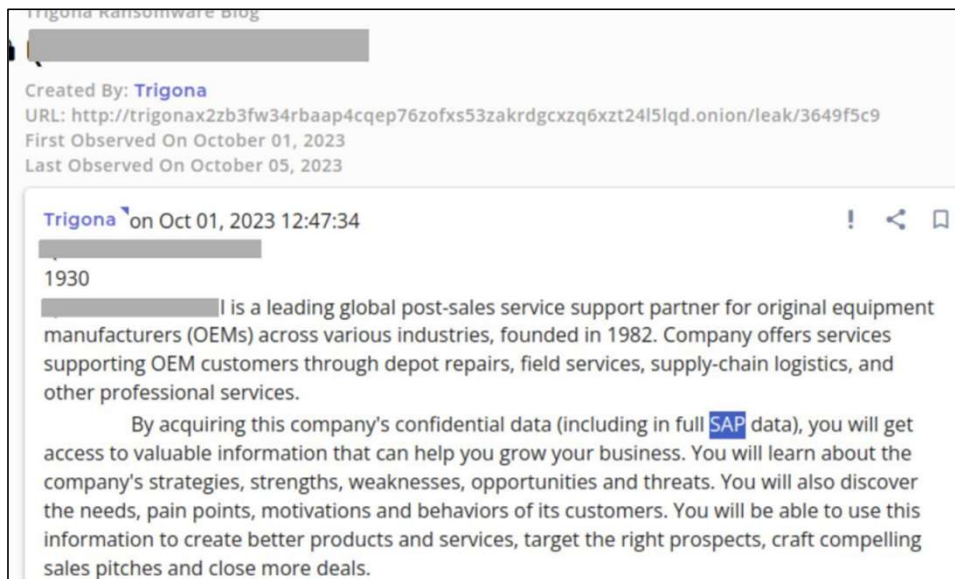 Trigona Ransomware Blog
Created By: Trigona
URL: http://trigonax2zb3fw34rbaap4cqep76zofxs53zakrdgcxzq6xzt24l5lqd.onion/leak/3649f5c9
First Observed On October 01, 2023
Last Observed On October 05, 2023
Trigona on Oct 01, 2023 12:47:34
1930
l is a leading global post-sales service support partner for original equipment
manufacturers (OEMs) across various industries, founded in 1982. Company offers services
supporting OEM customers through depot repairs, field services, supply-chain logistics, and
other professional services.
By acquiring this company's confidential data (including in full SAP data), you will get
access to valuable information that can help you grow your business. You will learn about the
company's strategies, strengths, weaknesses, opportunities and threats. You will also discover
the needs, pain points, motivations and behaviors of its customers. You will be able to use this
information to create better products and services, target the right prospects, craft compelling
sales pitches and close more deals.